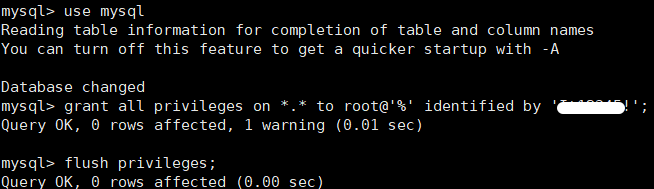 mysql> use mysql
Reading table information for completion of table and column names
You can turn off this feature to get a quicker startup with -A
Database changed
mysql> grant all privileges on *.* to root@'%' identified by '!';
Query OK, 0 rows affected, 1 warning (0.01 sec)
mysql> flush privileges;
Query OK, 0 rows affected (0.00 sec)